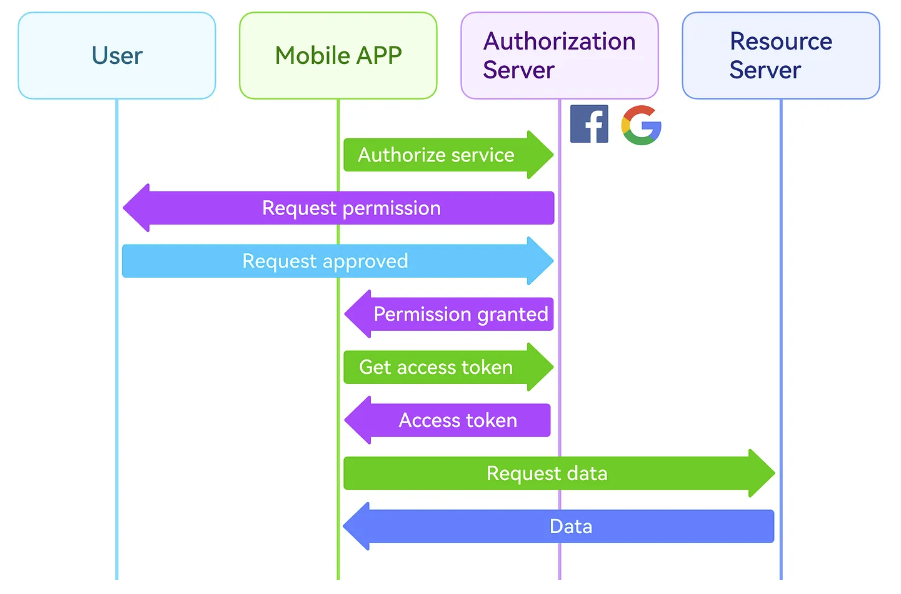 User
Mobile APP
Authorization
Server
Resource
Server
Authorize service
Request permission
Request approved
Permission granted
Get access token
Access token
Request data
Data